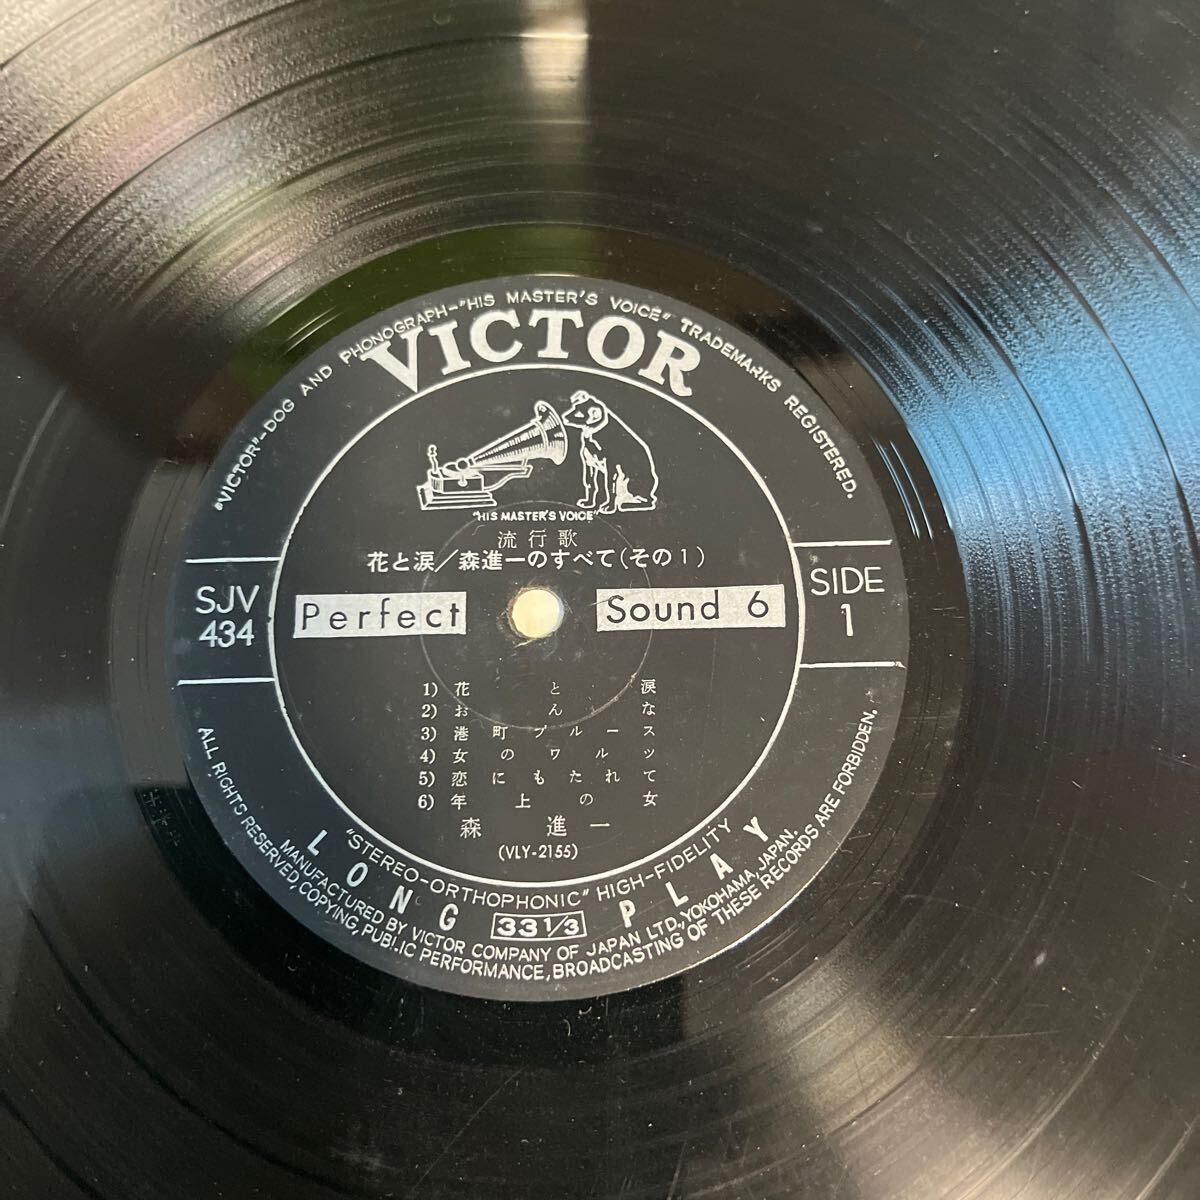 "VICTOR"-DOG AND PHONOGRAPH-"HIS MASTER'S VOICE" TRADEMARKS REGISTERED.
VICTOR
"HIS MASTER'S VOICE"
流行歌
花と涙／森進一のすべて(その1)
SJV
434
Perfect Sound 6
SIDE
1
1) 花と涙
2) おんな
3) 港町ブルース
4) 女のワルツ
5) 恋にもたれて
6) 年上の女
森進一
(VLY-2155)
"STEREO-ORTHOPHONIC" HIGH-FIDELITY
LONG 33 1/3 PLAY
MANUFACTURED BY VICTOR COMPANY OF JAPAN LTD., YOKOHAMA, JAPAN.
ALL RIGHTS RESERVED, COPYING, PUBLIC PERFORMANCE, BROADCASTING OF THESE RECORDS ARE FORBIDDEN.